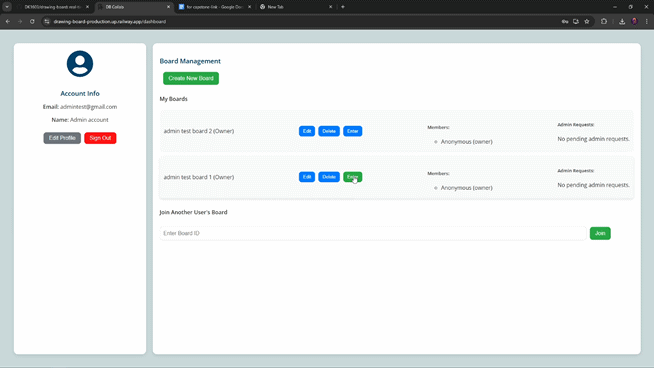 DK1003/drawing-board: real-ti
DB Collab
for capstone link - Google Doc
New Tab
drawing-board-production.up.railway.app/dashboard
Account Info
Email: admintest@gmail.com
Name: Admin account
Edit Profile
Sign Out
Board Management
Create New Board
My Boards
admin test board 2 (Owner)
Edit
Delete
Enter
Members:
Anonymous (owner)
Admin Requests:
No pending admin requests.
admin test board 1 (Owner)
Edit
Delete
Enter
Members:
Anonymous (owner)
Admin Requests:
No pending admin requests.
Join Another User's Board
Enter Board ID
Join